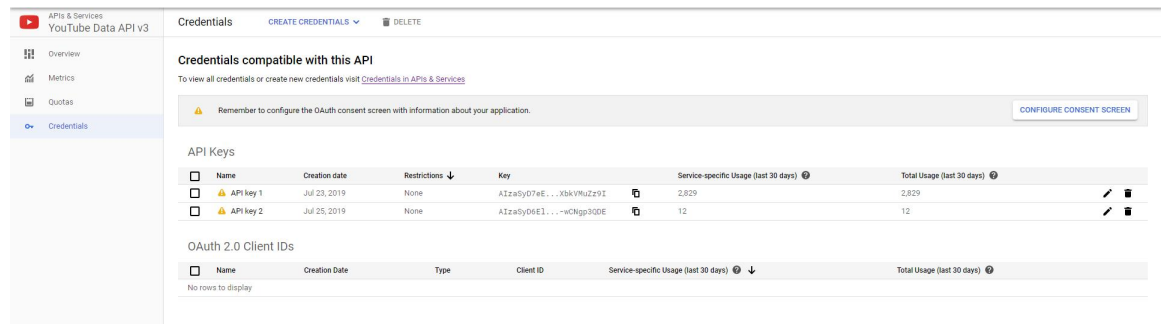 APIs & Services
YouTube Data API v3
Credentials CREATE CREDENTIALS DELETE
Overview
Metrics
Quotas
Credentials
Credentials compatible with this API
To view all credentials or create new credentials visit Credentials in APIs & Services
Remember to configure the OAuth consent screen with information about your application. CONFIGURE CONSENT SCREEN
API Keys
Name Creation date Restrictions Key Service-specific Usage (last 30 days) Total Usage (last 30 days)
API key 1 Jul 23, 2019 None AIzaSyD7eE...XbkVMuZz9I 2,829 2,829
API key 2 Jul 25, 2019 None AIzaSyD6El...-wCNgp3QDE 12 12
OAuth 2.0 Client IDs
Name Creation Date Type Client ID Service-specific Usage (last 30 days) Total Usage (last 30 days)
No rows to display